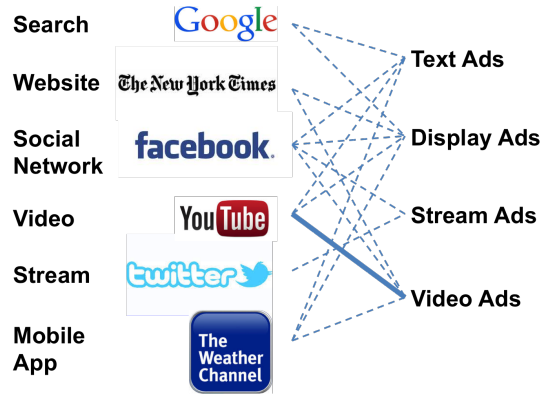 Search
Google
Text Ads
Website
The New York Times
Display Ads
Social
Network
facebook.
Video
YouTube
Stream Ads
Stream
twitter
Video Ads
Mobile
App
The
Weather
Channel